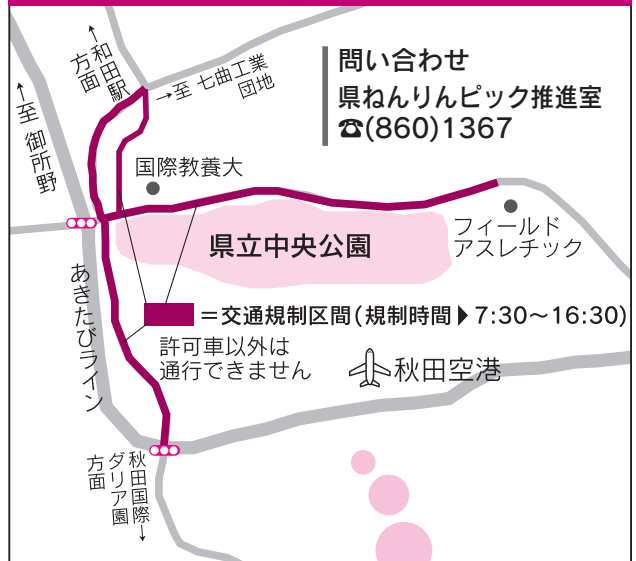 問い合わせ
県ねんりんピック推進室
☎(860)1367
←和田駅
方面
→至 七曲工業
団地
←至 御所野
国際教養大
フィールド
アスレチック
県立中央公園
あきたびライン
＝交通規制区間(規制時間▶7:30～16:30)
許可車以外は
通行できません
秋田空港
秋田国際→
ダリア園
方面